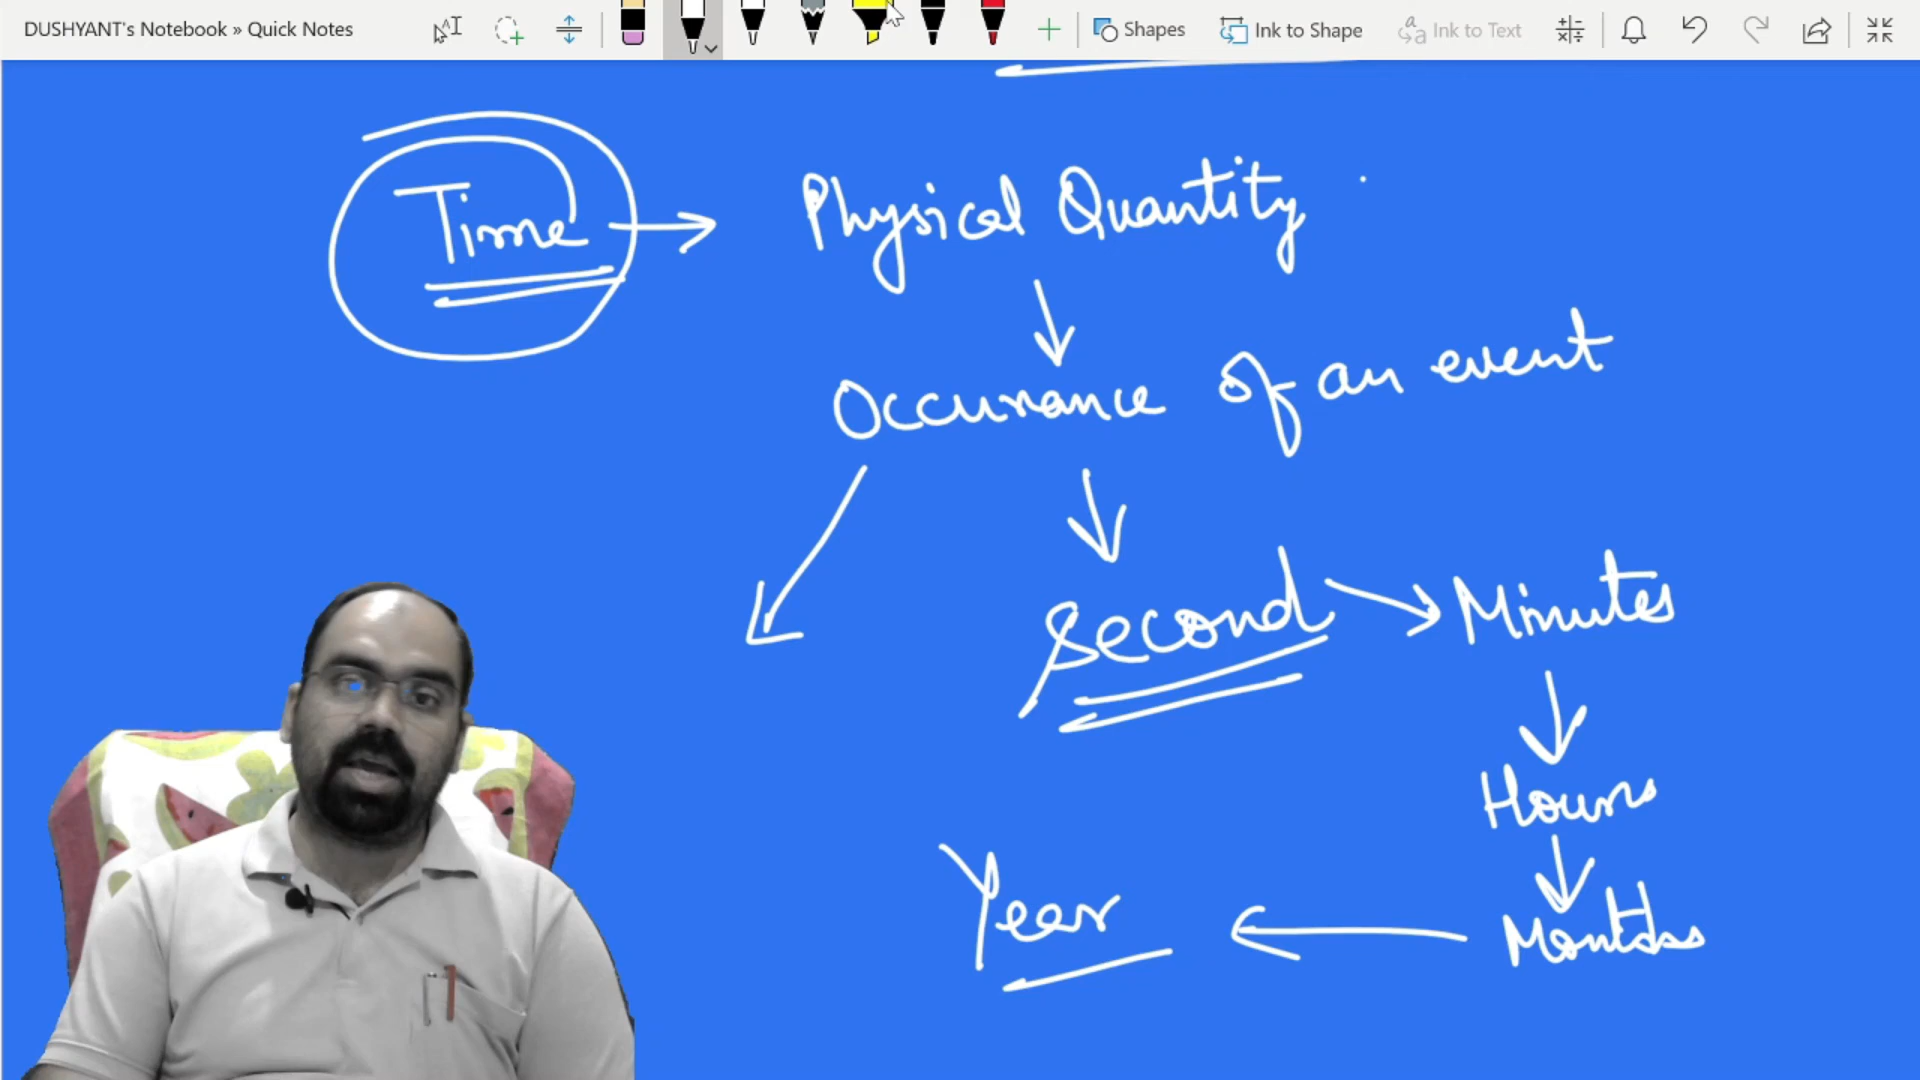 DUSHYANT's Notebook » Quick Notes
Shapes
Ink to Shape
Ink to Text
Time → Physical Quantity
Occurance of an event
Second → Minutes
Hours
Year ← Months